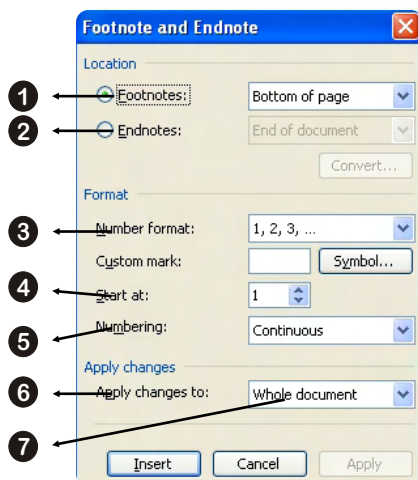 Footnote and Endnote
Location
1 Footnotes: Bottom of page
2 Endnotes: End of document
Convert...
Format
3 Number format: 1, 2, 3, ...
Custom mark: Symbol...
4 Start at: 1
5 Numbering: Continuous
Apply changes
6 Apply changes to: Whole document
7
Insert Cancel Apply